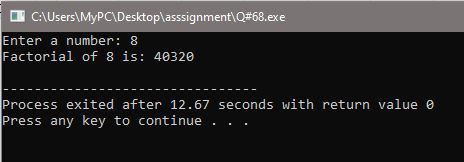 C:\Users\MyPC\Desktop\asssignment\Q#68.exe
Enter a number: 8
Factorial of 8 is: 40320
--------------------------------
Process exited after 12.67 seconds with return value 0
Press any key to continue . . .